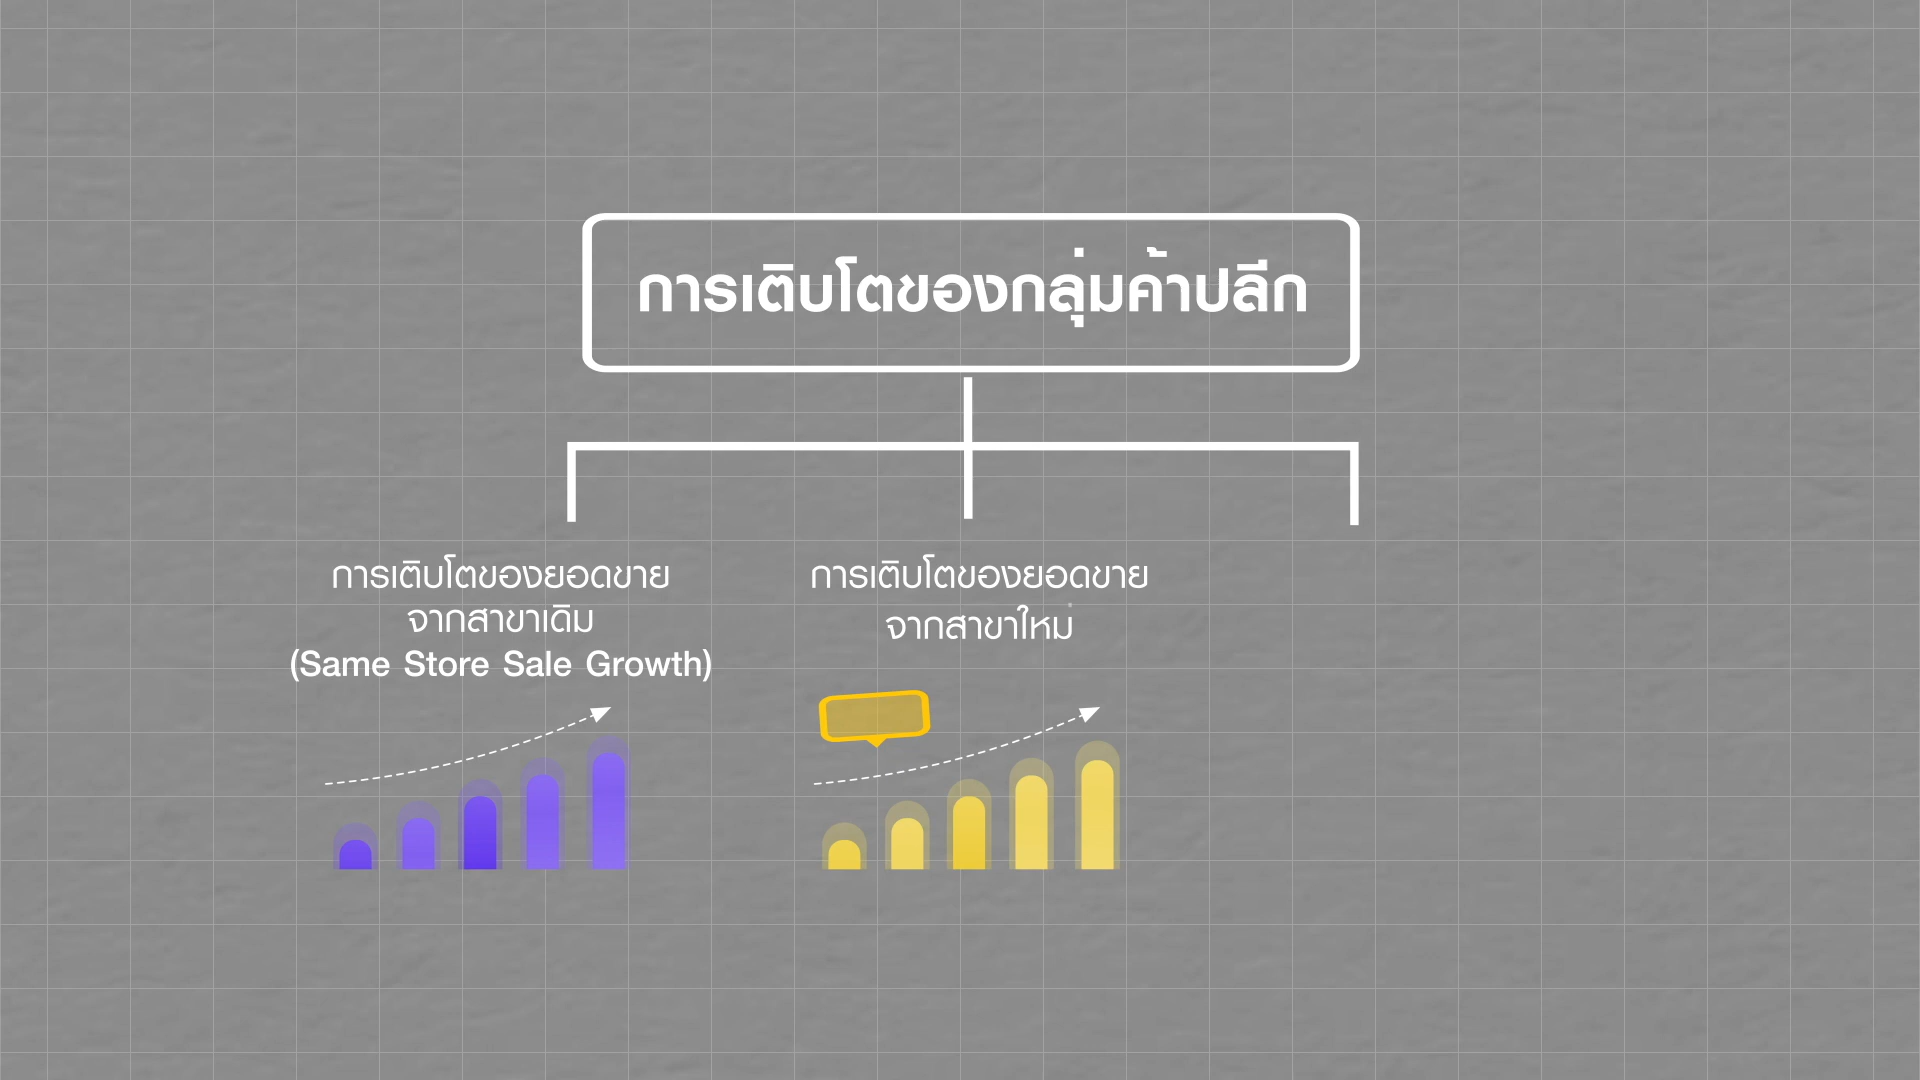 การเติบโตของกลุ่มค้าปลีก
การเติบโตของยอดขาย
จากสาขาเดิม
(Same Store Sale Growth)
การเติบโตของยอดขาย
จากสาขาใหม่